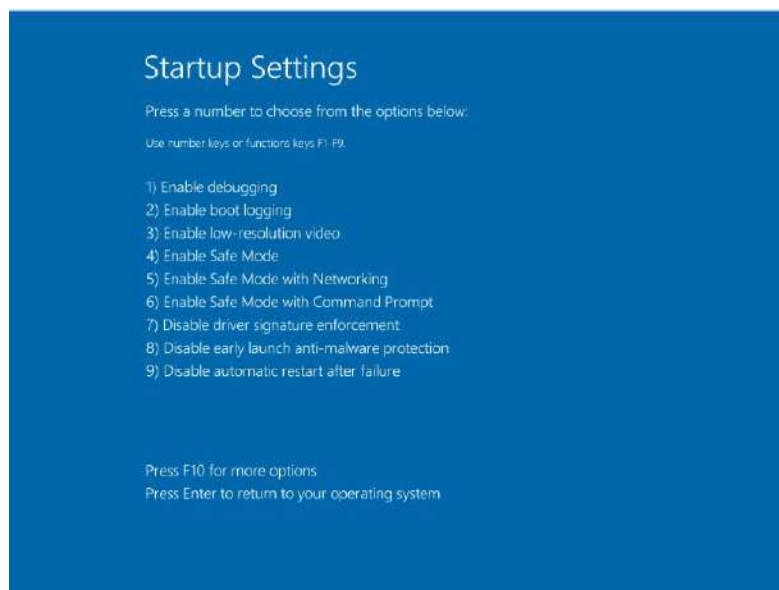 Startup Settings
Press a number to choose from the options below:
Use number keys or functions keys F1-F9.
1) Enable debugging
2) Enable boot logging
3) Enable low-resolution video
4) Enable Safe Mode
5) Enable Safe Mode with Networking
6) Enable Safe Mode with Command Prompt
7) Disable driver signature enforcement
8) Disable early launch anti-malware protection
9) Disable automatic restart after failure
Press F10 for more options
Press Enter to return to your operating system